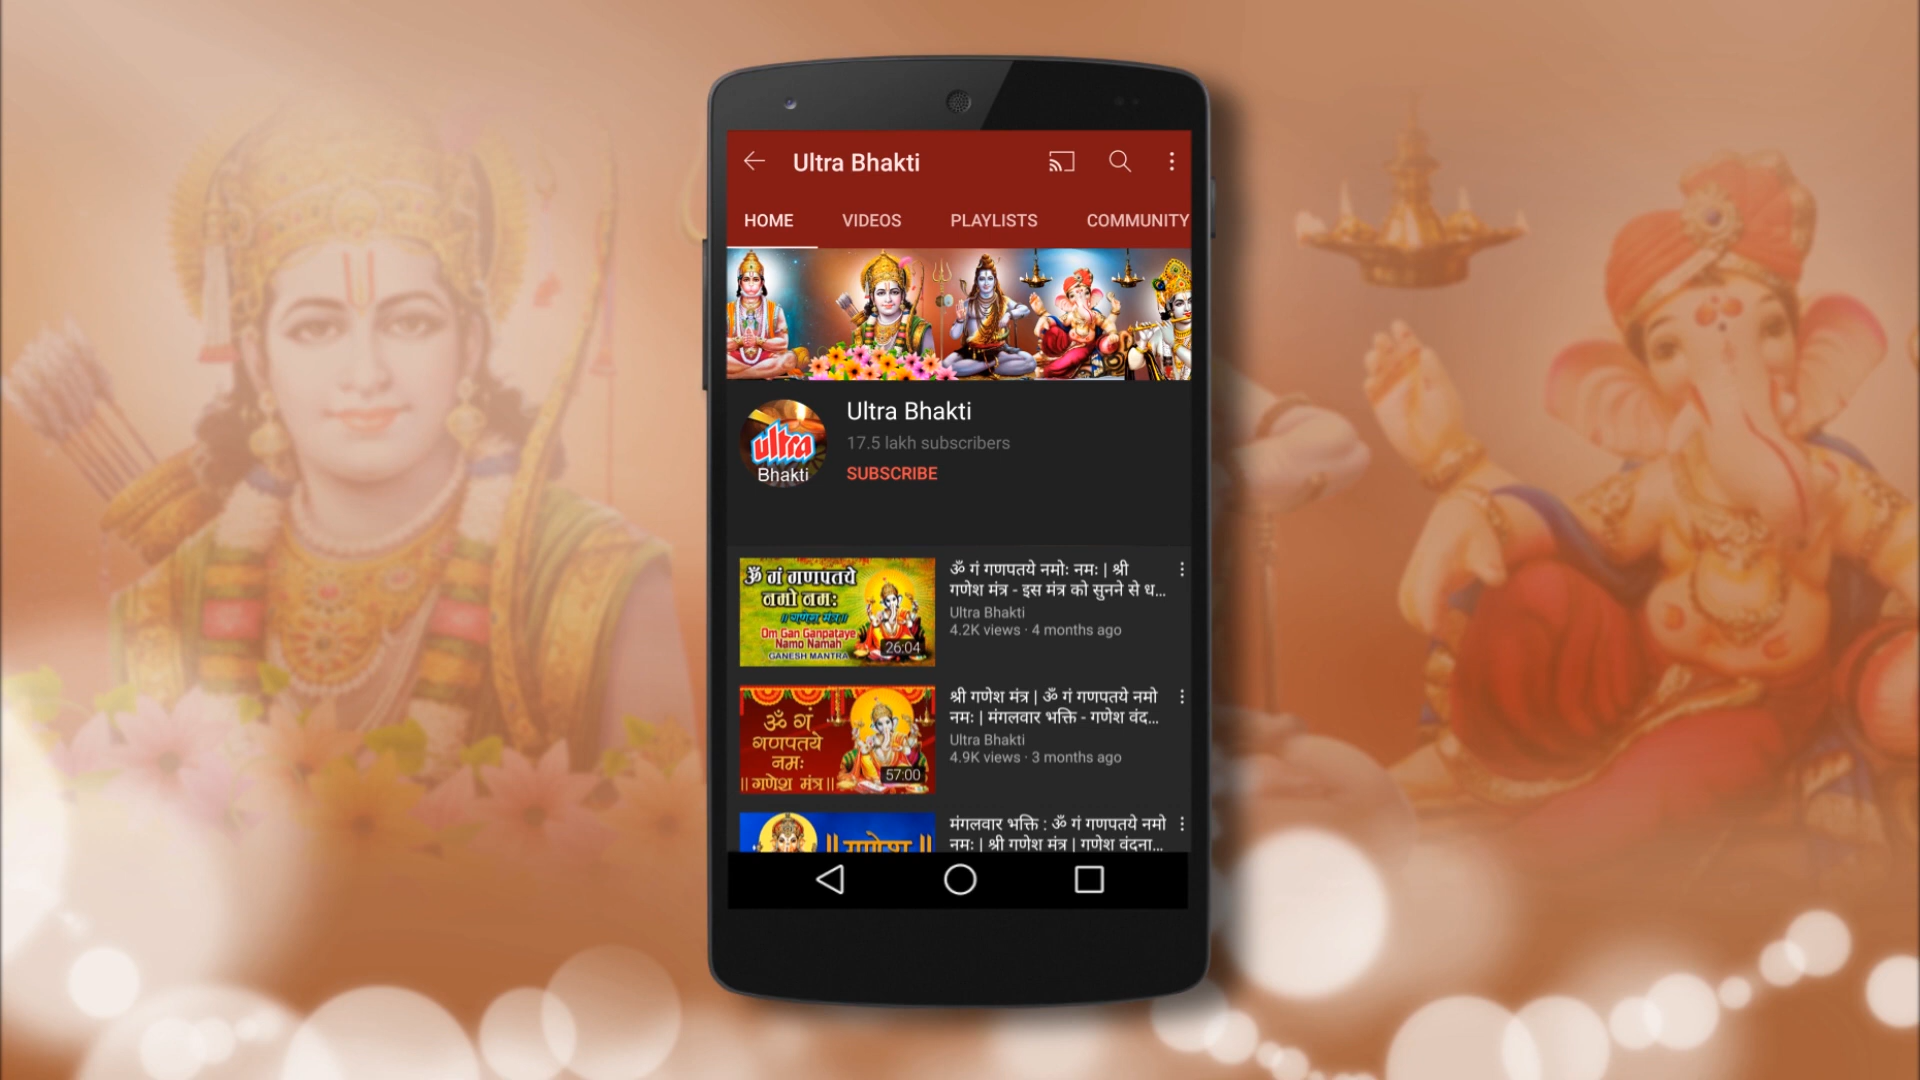 Ultra Bhakti
HOME VIDEOS PLAYLISTS COMMUNITY
Ultra Bhakti
17.5 lakh subscribers
SUBSCRIBE
ultra
Bhakti
ॐ गं गणपतये
नमो नमः
॥ गणेश मंत्र॥
Om Gan Ganpataye
Namo Namah
GANESH MANTRA
26:04
ॐ गं गणपतये नमोः नमः | श्री
गणेश मंत्र - इस मंत्र को सुनने से ध...
Ultra Bhakti
4.2K views · 4 months ago
ॐ गं
गणपतये
नमः
॥गणेश मंत्र॥
57:00
श्री गणेश मंत्र | ॐ गं गणपतये नमो
नमः | मंगलवार भक्ति - गणेश वंद...
Ultra Bhakti
4.9K views · 3 months ago
॥ गणेश ॥
मंगलवार भक्ति : ॐ गं गणपतये नमो
नमः | श्री गणेश मंत्र | गणेश वंदना...